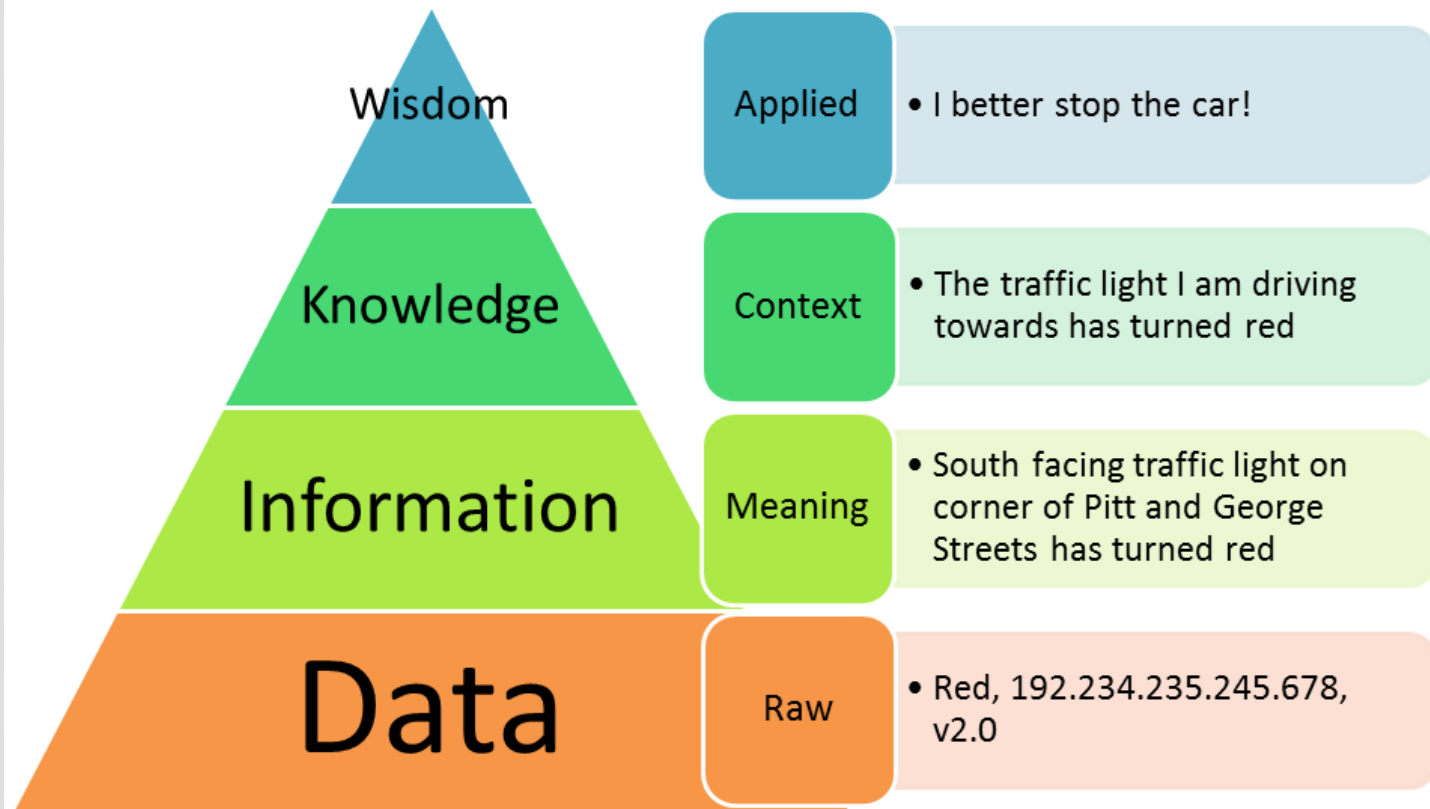 Wisdom
Applied
• I better stop the car!
Knowledge
Context
• The traffic light I am driving
towards has turned red
Information
Meaning
• South facing traffic light on
corner of Pitt and George
Streets has turned red
Data
Raw
• Red, 192.234.235.245.678,
v2.0